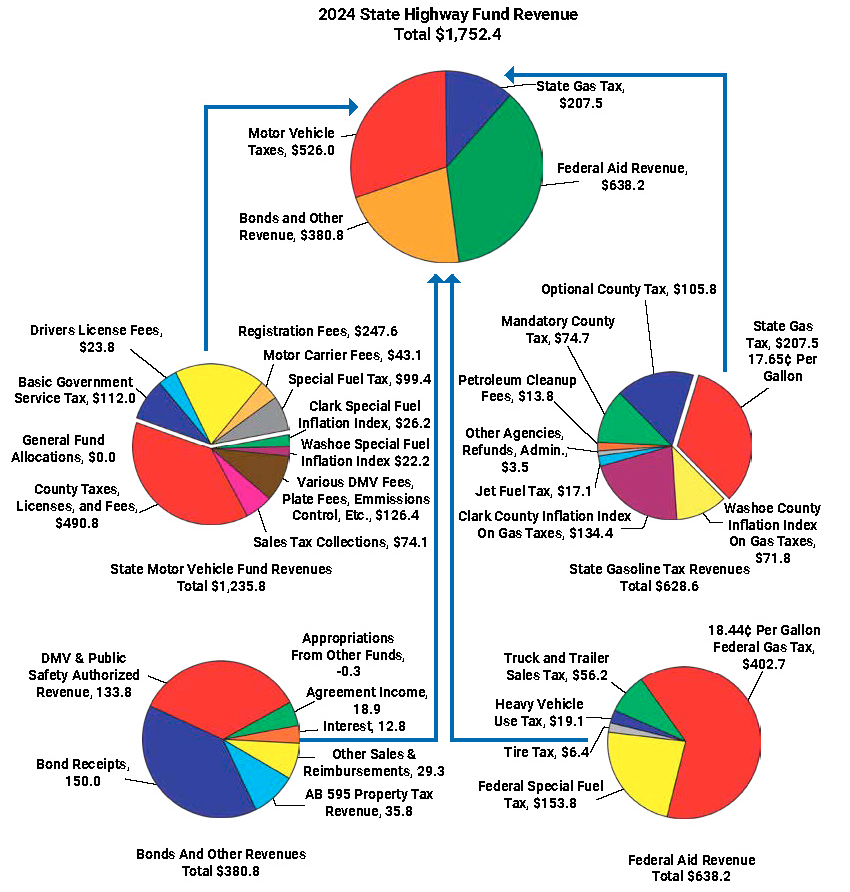 2024 State Highway Fund Revenue
Total $1,752.4
State Gas Tax,
$207.5
Motor Vehicle
Taxes, $526.0
Federal Aid Revenue,
$638.2
Bonds and Other
Revenue, $380.8
Drivers License Fees,
$23.8
Registration Fees, $247.6
Motor Carrier Fees, $43.1
Special Fuel Tax, $99.4
Basic Government
Service Tax, $112.0
Clark Special Fuel
Inflation Index, $26.2
General Fund
Allocations, $0.0
Washoe Special Fuel
Inflation Index $22.2
County Taxes,
Licenses, and Fees,
$490.8
Various DMV Fees,
Plate Fees, Emmissions
Control, Etc., $126.4
Sales Tax Collections, $74.1
State Motor Vehicle Fund Revenues
Total $1,235.8
Optional County Tax, $105.8
Mandatory County
Tax, $74.7
State Gas
Tax, $207.5
17.65¢ Per
Gallon
Petroleum Cleanup
Fees, $13.8
Other Agencies,
Refunds, Admin.,
$3.5
Jet Fuel Tax, $17.1
Clark County Inflation Index
On Gas Taxes, $134.4
Washoe County
Inflation Index
On Gas Taxes,
$71.8
State Gasoline Tax Revenues
Total $628.6
DMV & Public
Safety Authorized
Revenue, 133.8
Appropriations
From Other Funds,
-0.3
Agreement Income,
18.9
Interest, 12.8
Other Sales &
Reimbursements, 29.3
Bond Receipts,
150.0
AB 595 Property Tax
Revenue, 35.8
Bonds And Other Revenues
Total $380.8
18.44¢ Per Gallon
Federal Gas Tax,
$402.7
Truck and Trailer
Sales Tax, $56.2
Heavy Vehicle
Use Tax, $19.1
Tire Tax, $6.4
Federal Special Fuel
Tax, $153.8
Federal Aid Revenue
Total $638.2